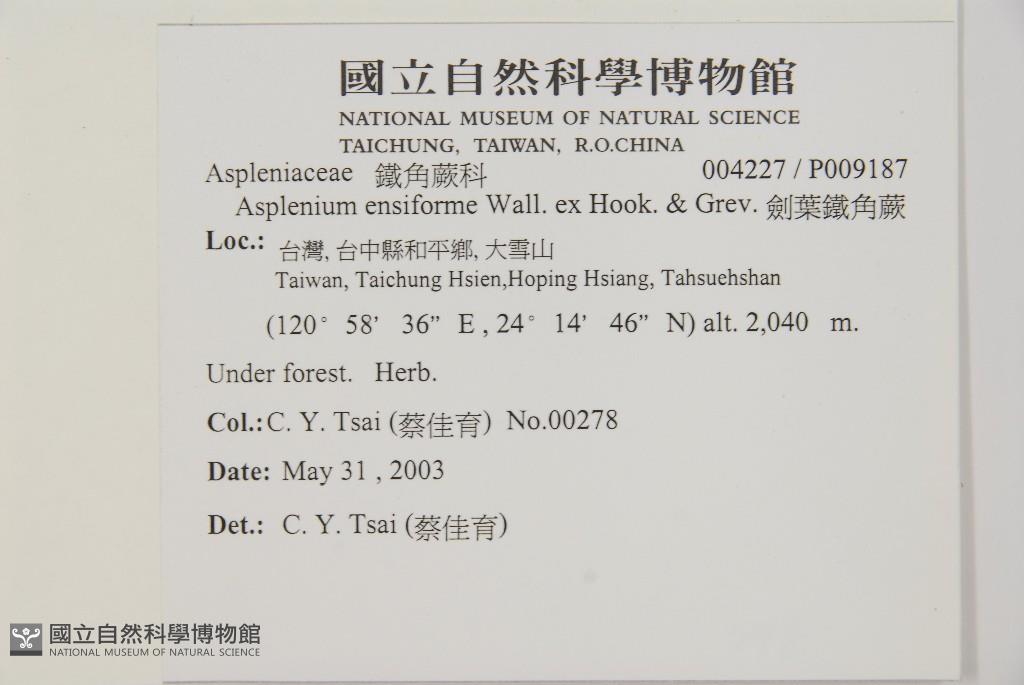 國立自然科學博物館
NATIONAL MUSEUM OF NATURAL SCIENCE
TAICHUNG, TAIWAN, R.O.CHINA
Aspleniaceae 鐵角蕨科 004227 / P009187
Asplenium ensiforme Wall. ex Hook. & Grev. 劍葉鐵角蕨
Loc.: 台灣, 台中縣和平鄉, 大雪山
Taiwan, Taichung Hsien,Hoping Hsiang, Tahsuehshan
(120° 58’ 36” E , 24° 14’ 46” N) alt. 2,040 m.
Under forest. Herb.
Col.: C. Y. Tsai (蔡佳育) No.00278
Date: May 31 , 2003
Det.: C. Y. Tsai (蔡佳育)
國立自然科學博物館
NATIONAL MUSEUM OF NATURAL SCIENCE